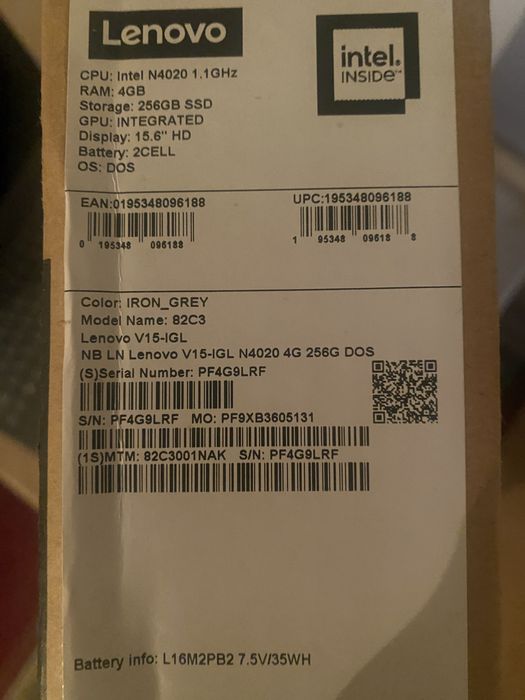 Lenovo
intel.
INSIDE™
CPU: Intel N4020 1.1GHz
RAM: 4GB
Storage: 256GB SSD
GPU: INTEGRATED
Display: 15.6" HD
Battery: 2CELL
OS: DOS
EAN:0195348096188
UPC:195348096188
0 195348 096188
1 95348 09618 8
Color: IRON_GREY
Model Name: 82C3
Lenovo V15-IGL
NB LN Lenovo V15-IGL N4020 4G 256G DOS
(S)Serial Number: PF4G9LRF
S/N: PF4G9LRF MO: PF9XB3605131
(1S)MTM: 82C3001NAK S/N: PF4G9LRF
Battery info: L16M2PB2 7.5V/35WH